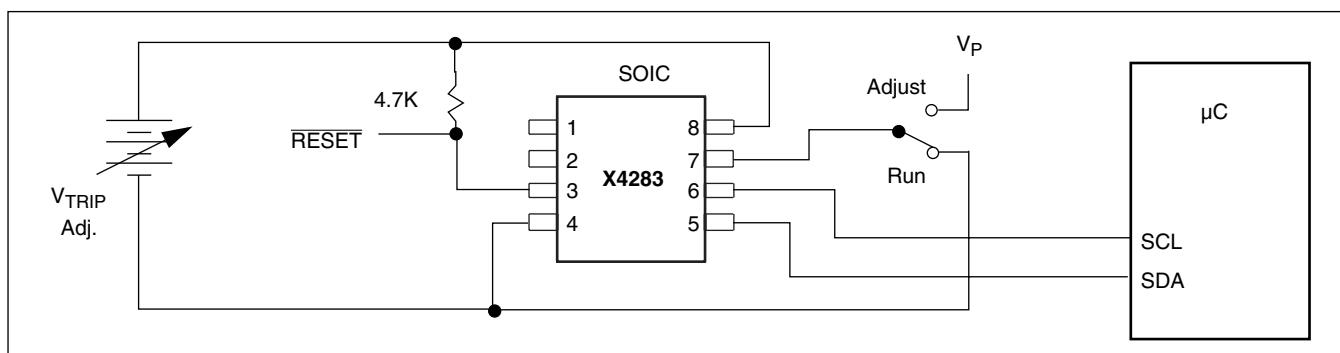 V_P
SOIC
Adjust
4.7K
µC
RESET
1 8
2 7
X4283
Run
3 6
4 5
V_TRIP
Adj.
SCL
SDA